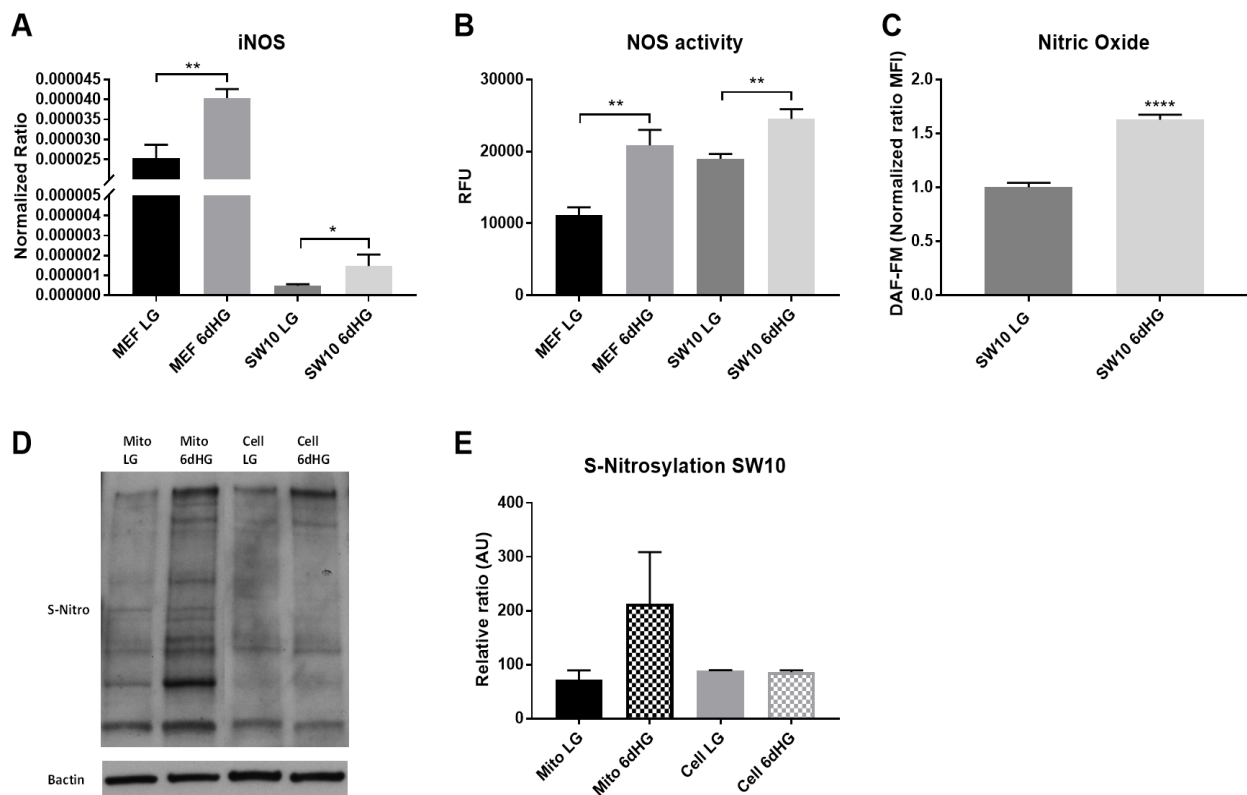 A
iNOS
Normalized Ratio
0.000045
0.000040
0.000035
0.000030
0.000025
0.000005
0.000004
0.000003
0.000002
0.000001
0.000000
**
*
MEF LG
MEF 6dHG
SW10 LG
SW10 6dHG
B
NOS activity
RFU
30000
20000
10000
0
**
**
MEF LG
MEF 6dHG
SW10 LG
SW10 6dHG
C
Nitric Oxide
DAF-FM (Normalized ratio MFI)
2.0
1.5
1.0
0.5
0.0
****
SW10 LG
SW10 6dHG
D
Mito Mito Cell Cell
LG 6dHG LG 6dHG
S-Nitro
Bactin
E
S-Nitrosylation SW10
Relative ratio (AU)
400
300
200
100
0
Mito LG
Mito 6dHG
Cell LG
Cell 6dHG